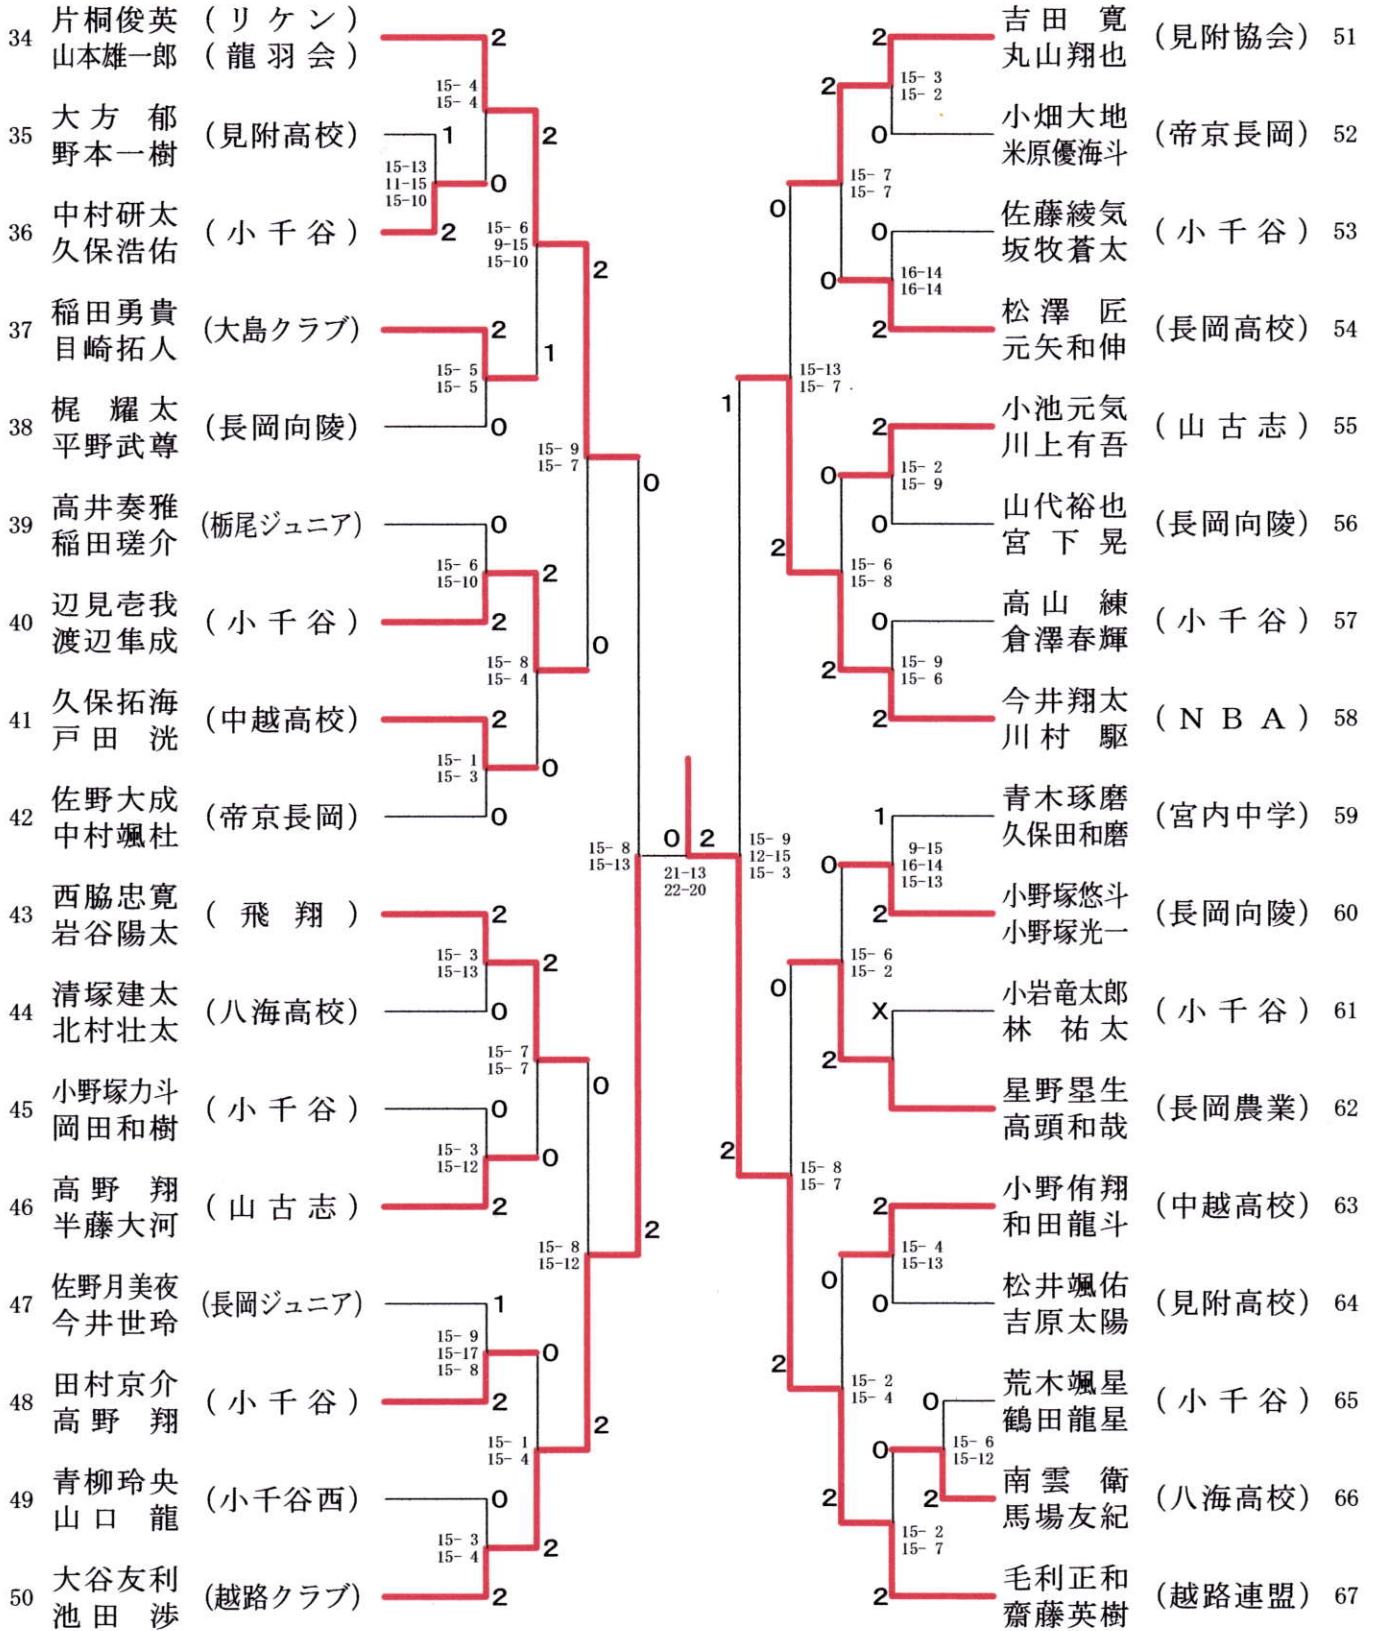 34 片桐俊英 (リケン)
山本雄一郎 (龍羽会)
2
15- 4
15- 4
35 大方 郁 (見附高校)
野本一樹
1
2
15-13
11-15
15-10
0
36 中村研太 (小千谷)
久保浩佑
2
15- 6
9-15
15-10
2
37 稲田勇貴 (大島クラブ)
目崎拓人
2
1
15- 5
15- 5
38 梶 耀太 (長岡向陵)
平野武尊
0
15- 9
15- 7
0
39 高井奏雅 (栃尾ジュニア)
稲田瑳介
0
15- 6
15-10
2
40 辺見壱我 (小千谷)
渡辺隼成
2
0
15- 8
15- 4
41 久保拓海 (中越高校)
戸田 洸
2
15- 1
15- 3
0
42 佐野大成 (帝京長岡)
中村颯杜
0
15- 8
15-13
0 2
21-13
22-20
43 西脇忠寛 (飛翔)
岩谷陽太
2
15- 3
15-13
2
44 清塚建太 (八海高校)
北村壮太
0
15- 7
15- 7
0
45 小野塚力斗 (小千谷)
岡田和樹
0
15- 3
15-12
0
46 高野 翔 (山古志)
半藤大河
2
15- 8
15-12
2
47 佐野月美夜 (長岡ジュニア)
今井世玲
1
15- 9
15-17
15- 8
0
48 田村京介 (小千谷)
高野 翔
2
2
15- 1
15- 4
49 青柳玲央 (小千谷西)
山口 龍
0
15- 3
15- 4
2
50 大谷友利 (越路クラブ)
池田 渉
2
2
吉田 寛 (見附協会) 51
丸山翔也
2
15- 3
15- 2
0
小畑大地 (帝京長岡) 52
米原優海斗
15- 7
15- 7
0
0
佐藤綾気 (小千谷) 53
坂牧蒼太
0
16-14
16-14
2
松澤 匠 (長岡高校) 54
元矢和伸
15-13
15- 7
1
2
小池元気 (山古志) 55
川上有吾
0
15- 2
15- 9
0
山代裕也 (長岡向陵) 56
宮下 晃
2
15- 6
15- 8
0
高山 練 (小千谷) 57
倉澤春輝
2
15- 9
15- 6
2
今井翔太 (NBA) 58
川村 駆
15- 9
12-15
15- 3
1
青木琢磨 (宮内中学) 59
久保田和磨
0
9-15
16-14
15-13
2
小野塚悠斗 (長岡向陵) 60
小野塚光一
15- 6
15- 2
0
x
小岩竜太郎 (小千谷) 61
林 祐太
2
星野塁生 (長岡農業) 62
高頭和哉
2
15- 8
15- 7
2
小野侑翔 (中越高校) 63
和田龍斗
15- 4
15-13
0
0
松井颯佑 (見附高校) 64
吉原太陽
2
15- 2
15- 4
0
荒木颯星 (小千谷) 65
鶴田龍星
0
15- 6
15-12
2
2
南雲 衛 (八海高校) 66
馬場友紀
15- 2
15- 7
2
毛利正和 (越路連盟) 67
齋藤英樹